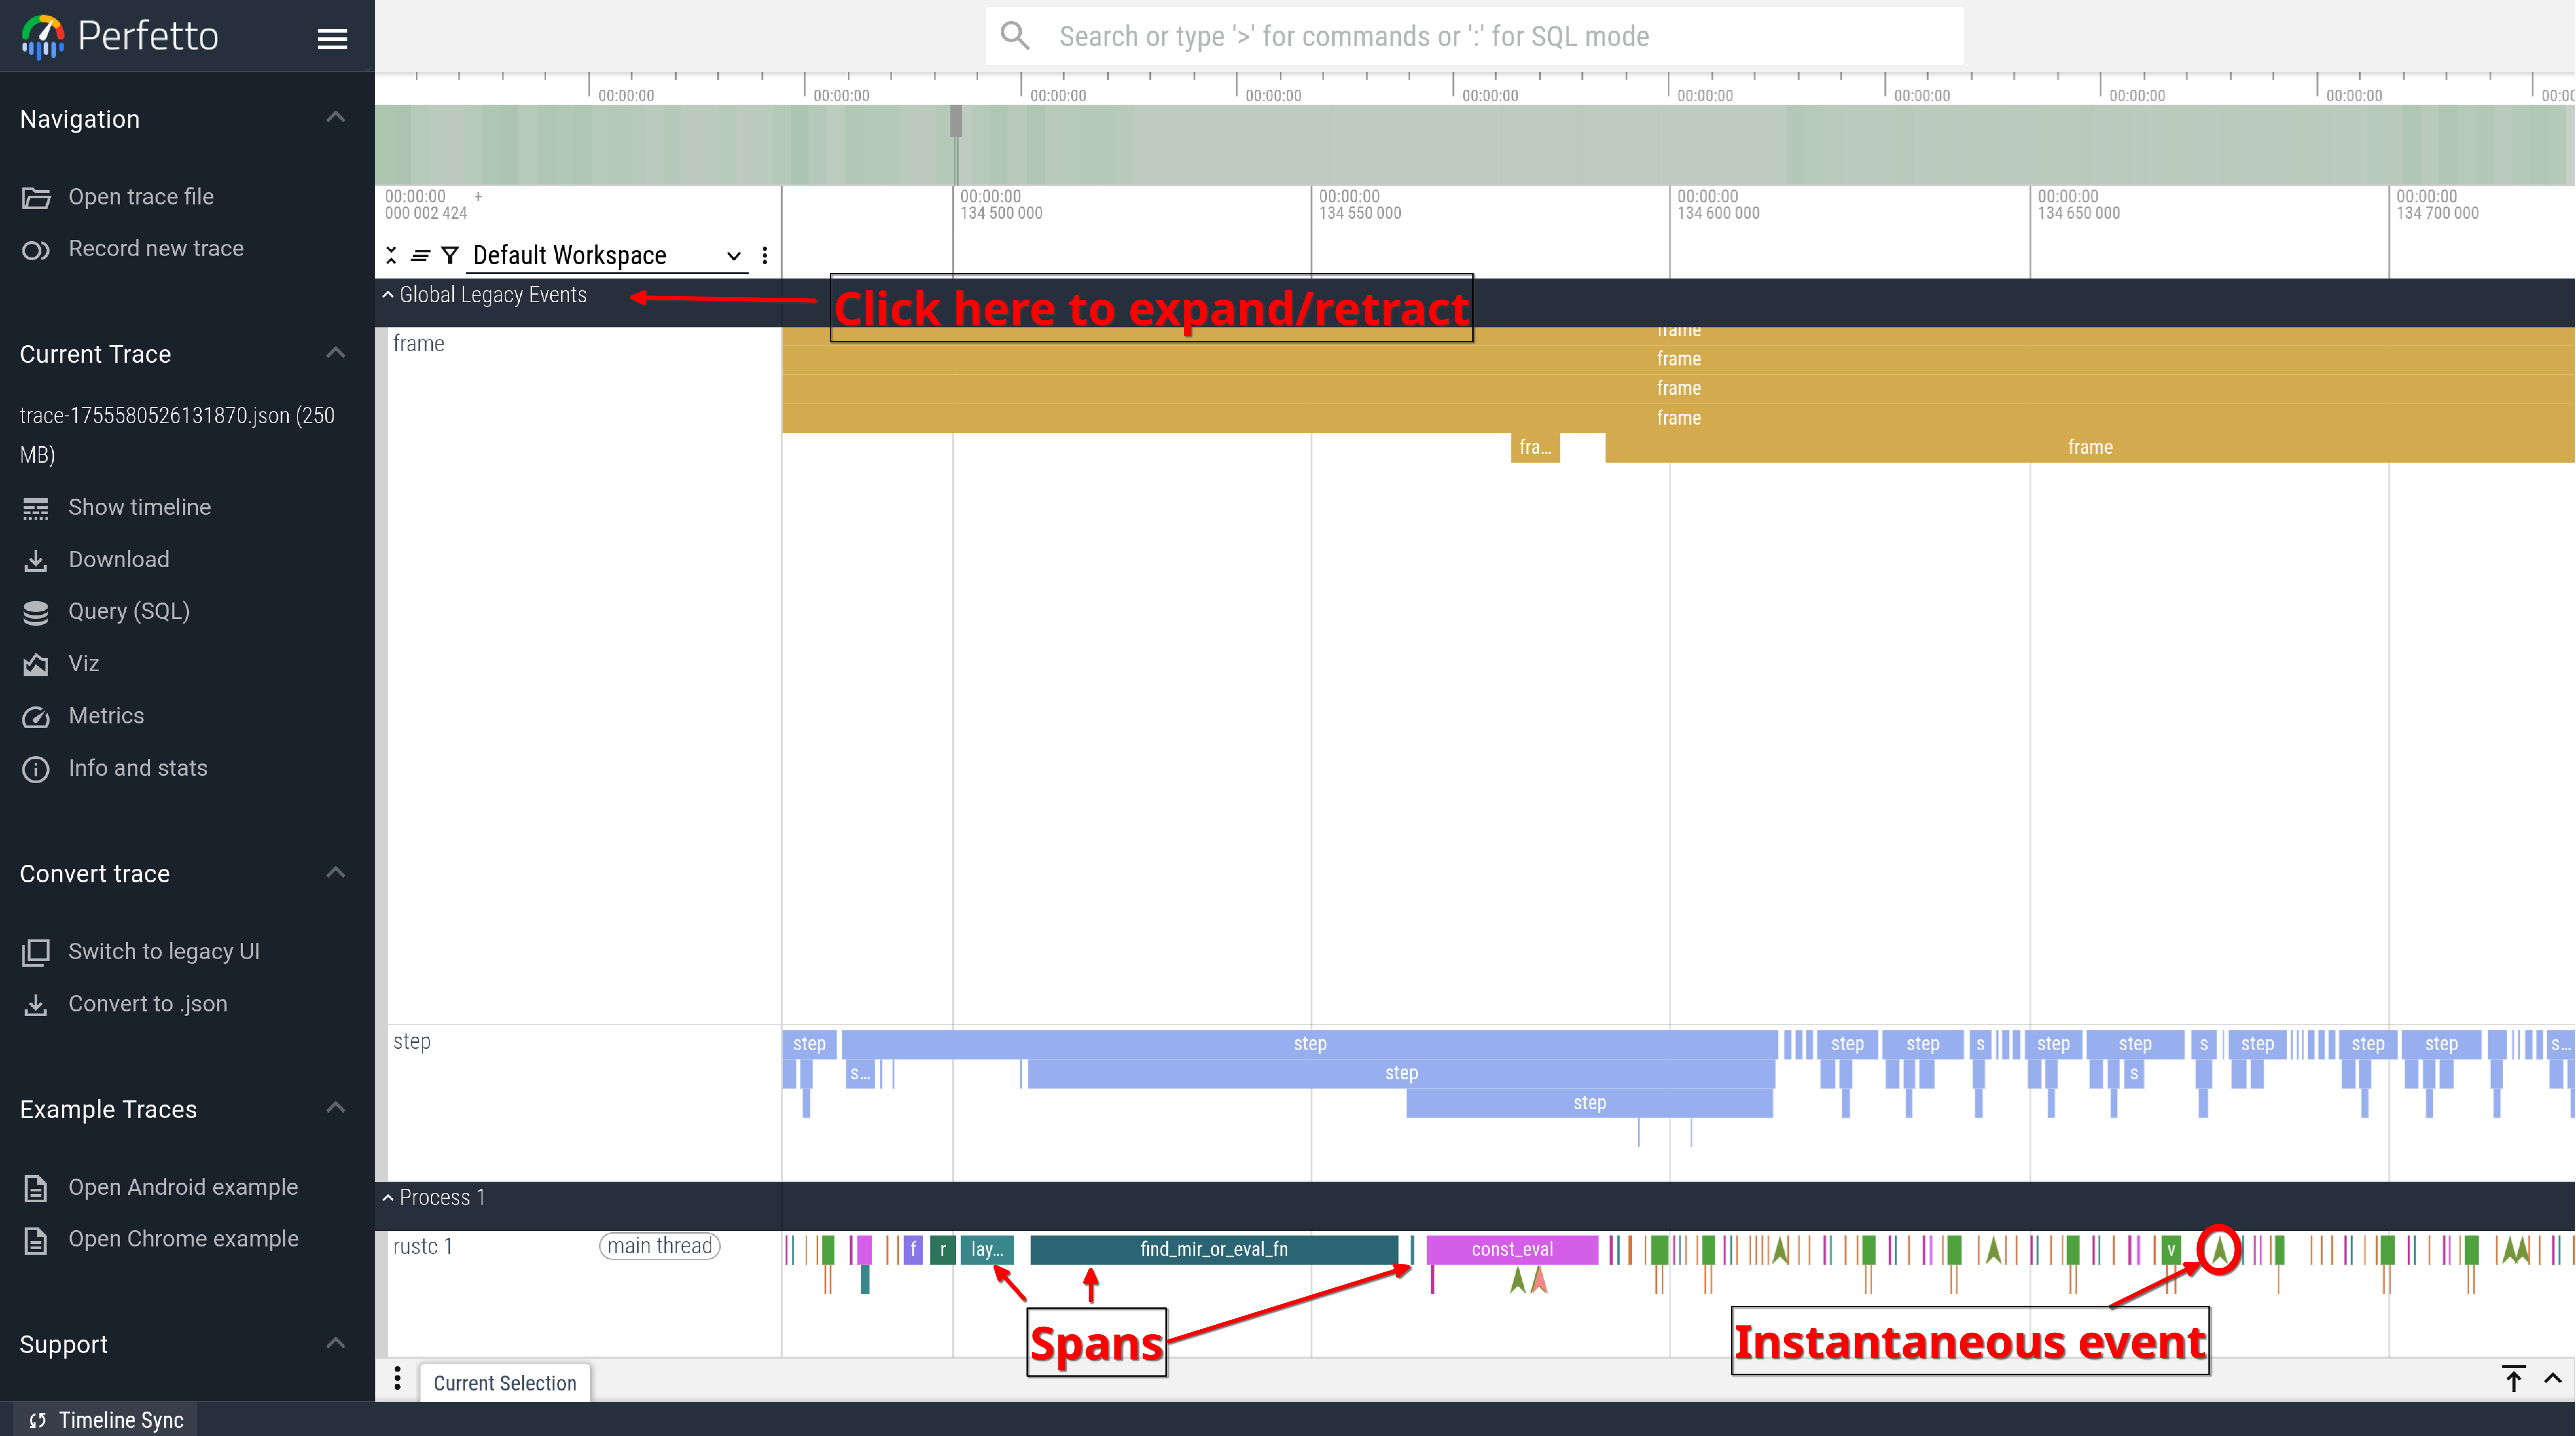 Perfetto
Search or type '>' for commands or ':' for SQL mode
Navigation
Open trace file
Record new trace
Current Trace
trace-1755580526131870.json (250
MB)
Show timeline
Download
Query (SQL)
Viz
Metrics
Info and stats
Convert trace
Switch to legacy UI
Convert to .json
Example Traces
Open Android example
Open Chrome example
Support
Timeline Sync
00:00:00 00:00:00 00:00:00 00:00:00 00:00:00 00:00:00 00:00:00 00:00:00 00:00:00 00:0
00:00:00 + 00:00:00 00:00:00 00:00:00 00:00:00 00:00:00
000 002 424 134 500 000 134 550 000 134 600 000 134 650 000 134 700 000
Default Workspace
Global Legacy Events
Click here to expand/retract
frame
frame
frame
frame
frame
fra... frame
step
step step step step s step step s step step step s...
s... step s
step
Process 1
rustc 1 main thread
f r lay... find_mir_or_eval_fn const_eval v
Spans
Instantaneous event
Current Selection